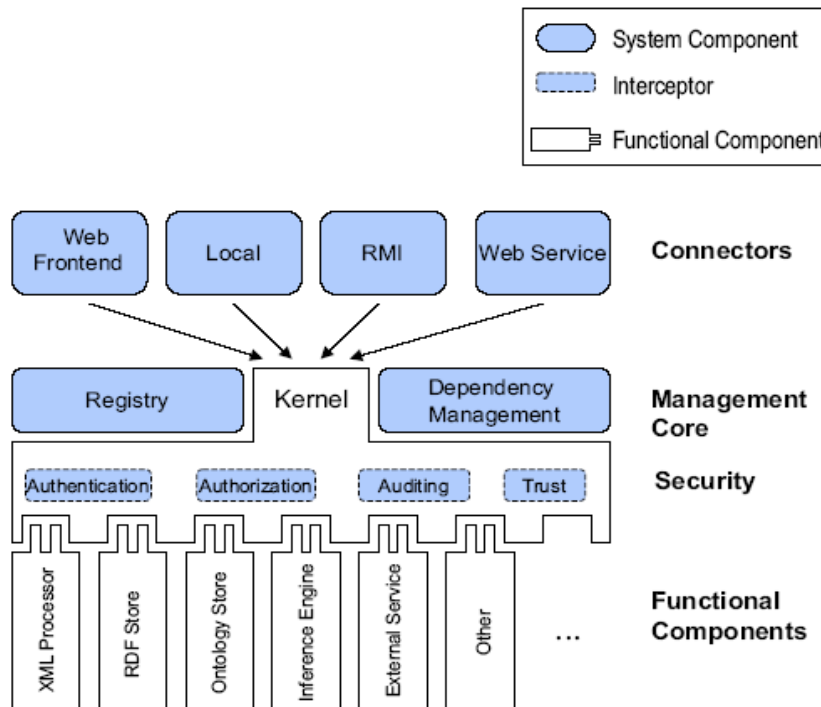 System Component
Interceptor
Functional Component
Web
Frontend
Local
RMI
Web Service
Connectors
Registry
Kernel
Dependency
Management
Management
Core
Authentication
Authorization
Auditing
Trust
Security
XML Processor
RDF Store
Ontology Store
Inference Engine
External Service
Other
...
Functional
Components